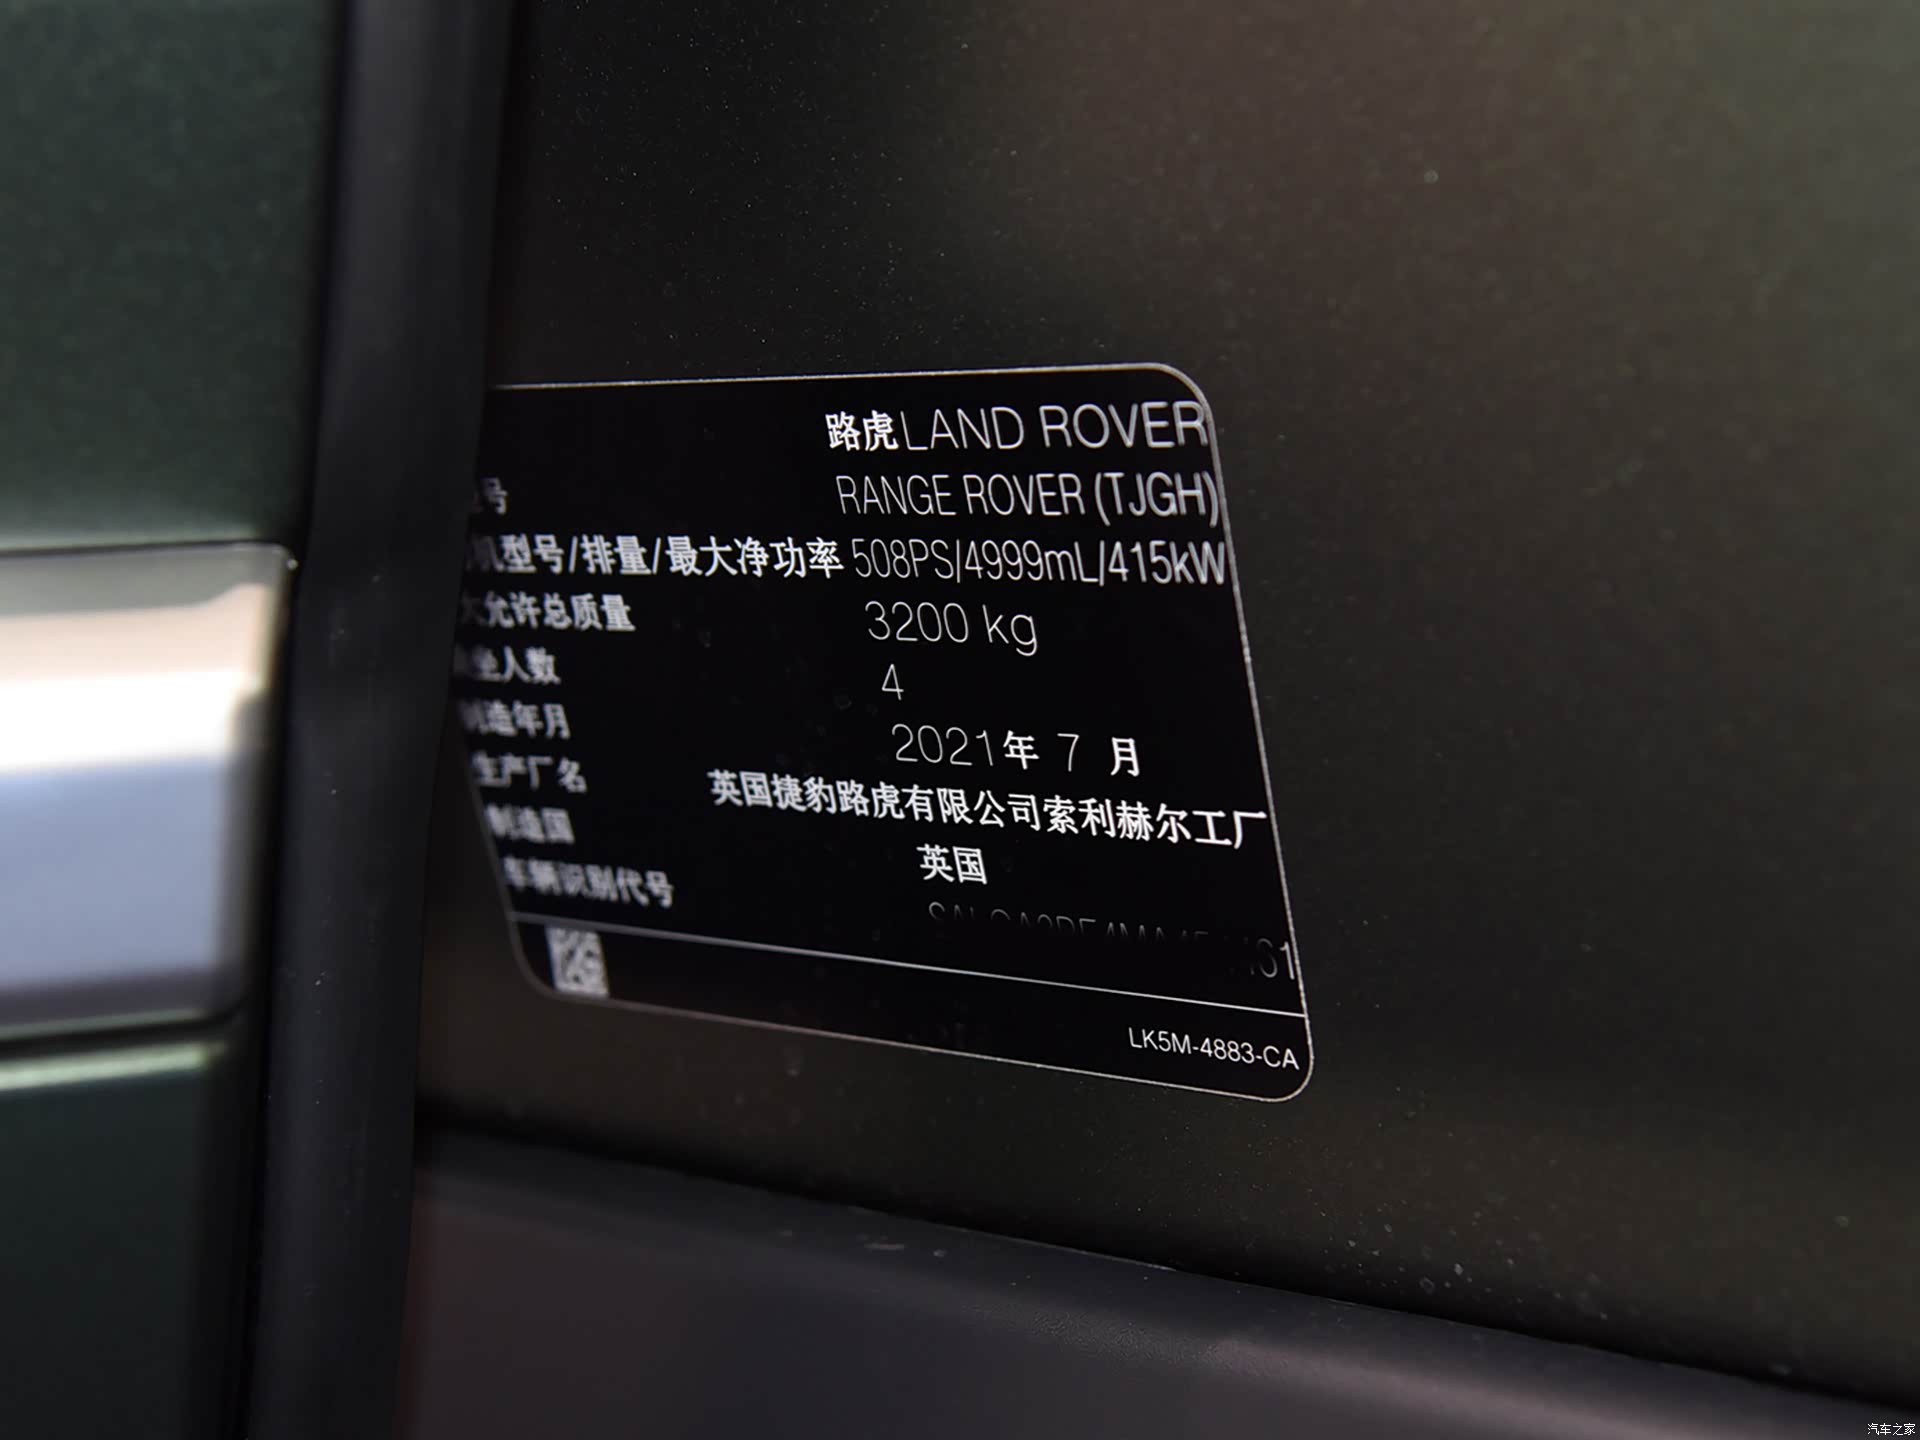 路虎LAND ROVER
号 RANGE ROVER (TJGH)
机型号/排量/最大净功率 508PS/4999mL/415kW
允许总质量 3200 kg
坐人数 4
制造年月 2021年 7 月
生产厂名 英国捷豹路虎有限公司索利赫尔工厂
制造国 英国
车辆识别代号
LK5M-4883-CA
汽车之家